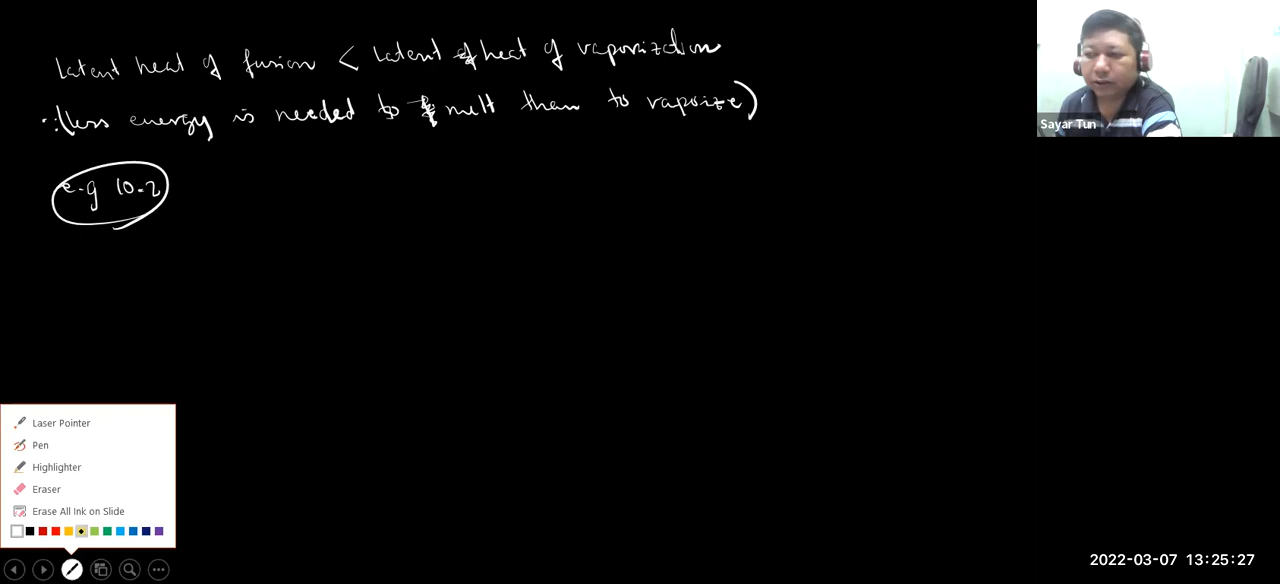 Latent heat of fusion < Latent heat of vaporization
∴ (less energy is needed to melt than to vaporize)
e.g 10.2
Sayar Tun
Laser Pointer
Pen
Highlighter
Eraser
Erase All Ink on Slide
2022-03-07 13:25:27